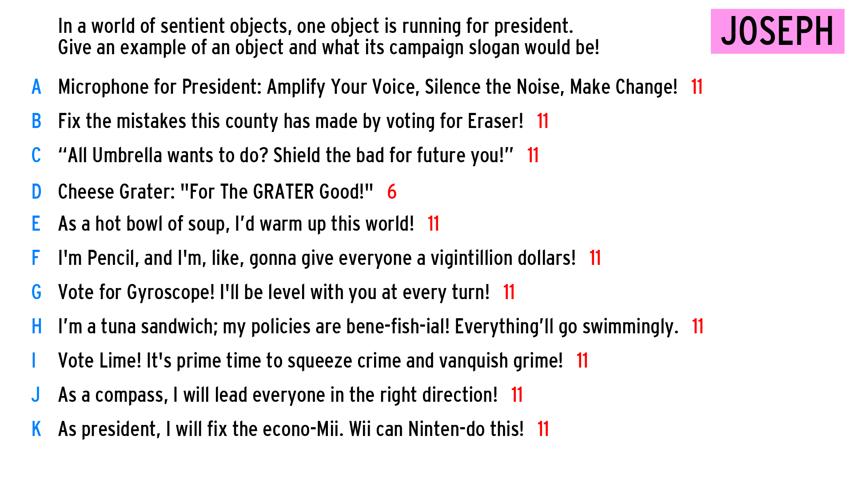 In a world of sentient objects, one object is running for president.
Give an example of an object and what its campaign slogan would be!
JOSEPH
A Microphone for President: Amplify Your Voice, Silence the Noise, Make Change! 11
B Fix the mistakes this county has made by voting for Eraser! 11
C “All Umbrella wants to do? Shield the bad for future you!” 11
D Cheese Grater: "For The GRATER Good!" 6
E As a hot bowl of soup, I’d warm up this world! 11
F I'm Pencil, and I'm, like, gonna give everyone a vigintillion dollars! 11
G Vote for Gyroscope! I'll be level with you at every turn! 11
H I’m a tuna sandwich; my policies are bene-fish-ial! Everything’ll go swimmingly. 11
I Vote Lime! It's prime time to squeeze crime and vanquish grime! 11
J As a compass, I will lead everyone in the right direction! 11
K As president, I will fix the econo-Mii. Wii can Ninten-do this! 11